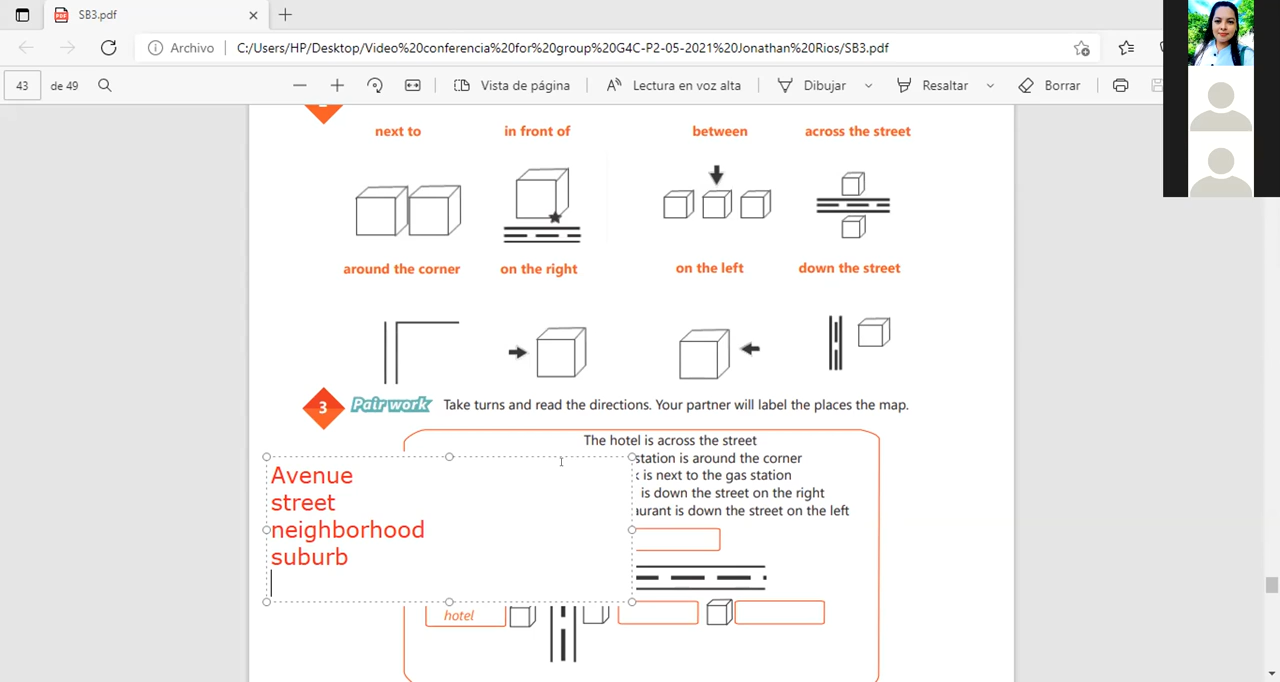 SB3.pdf
Archivo
C:/Users/HP/Desktop/Video%20conferencia%20for%20group%20G4C-P2-05-2021%20Jonathan%20Rios/SB3.pdf
43 de 49
Vista de página
Lectura en voz alta
Dibujar
Resaltar
Borrar
next to in front of between across the street
around the corner on the right on the left down the street
3 Pair work Take turns and read the directions. Your partner will label the places the map.
The hotel is across the street
station is around the corner
is next to the gas station
is down the street on the right
is down the street on the left
Avenue
street
neighborhood
suburb
hotel